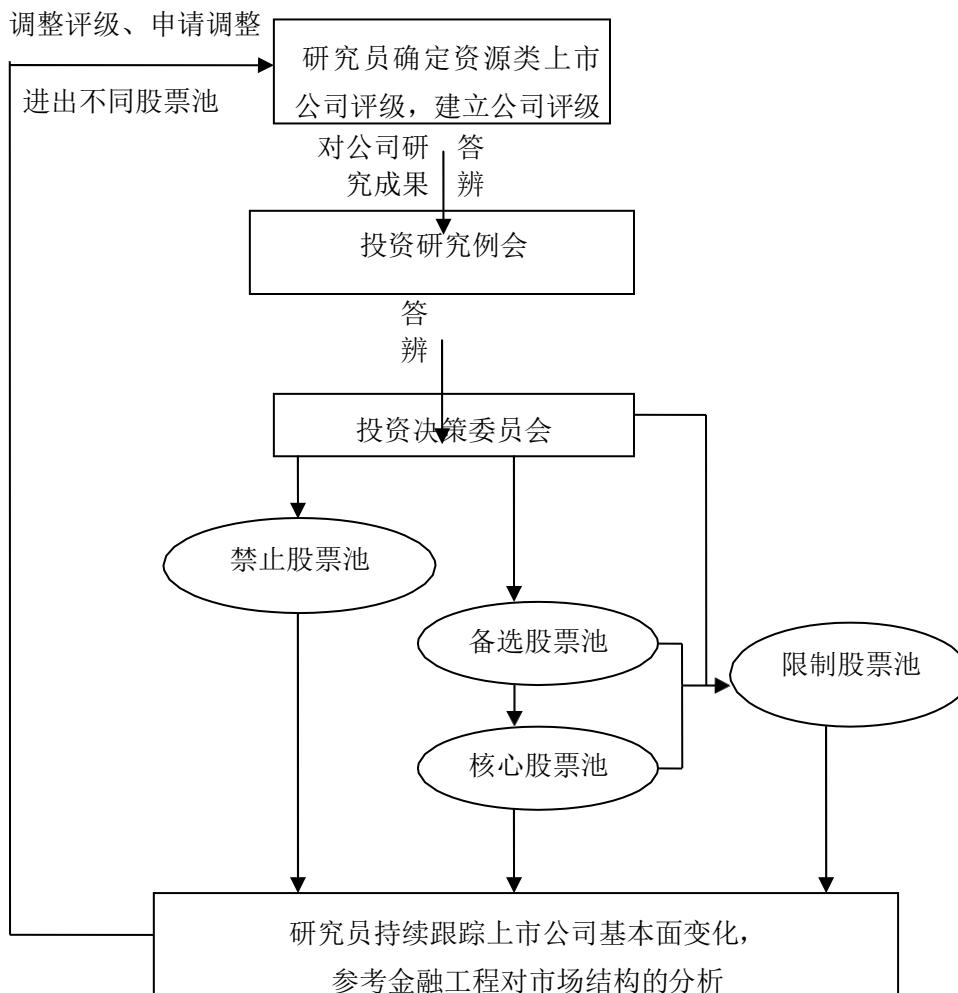 调整评级、申请调整
进出不同股票池
研究员确定资源类上市
公司评级，建立公司评级
对公司研
究成果
答
辨
投资研究例会
答
辨
投资决策委员会
禁止股票池
备选股票池
限制股票池
核心股票池
研究员持续跟踪上市公司基本面变化，
参考金融工程对市场结构的分析